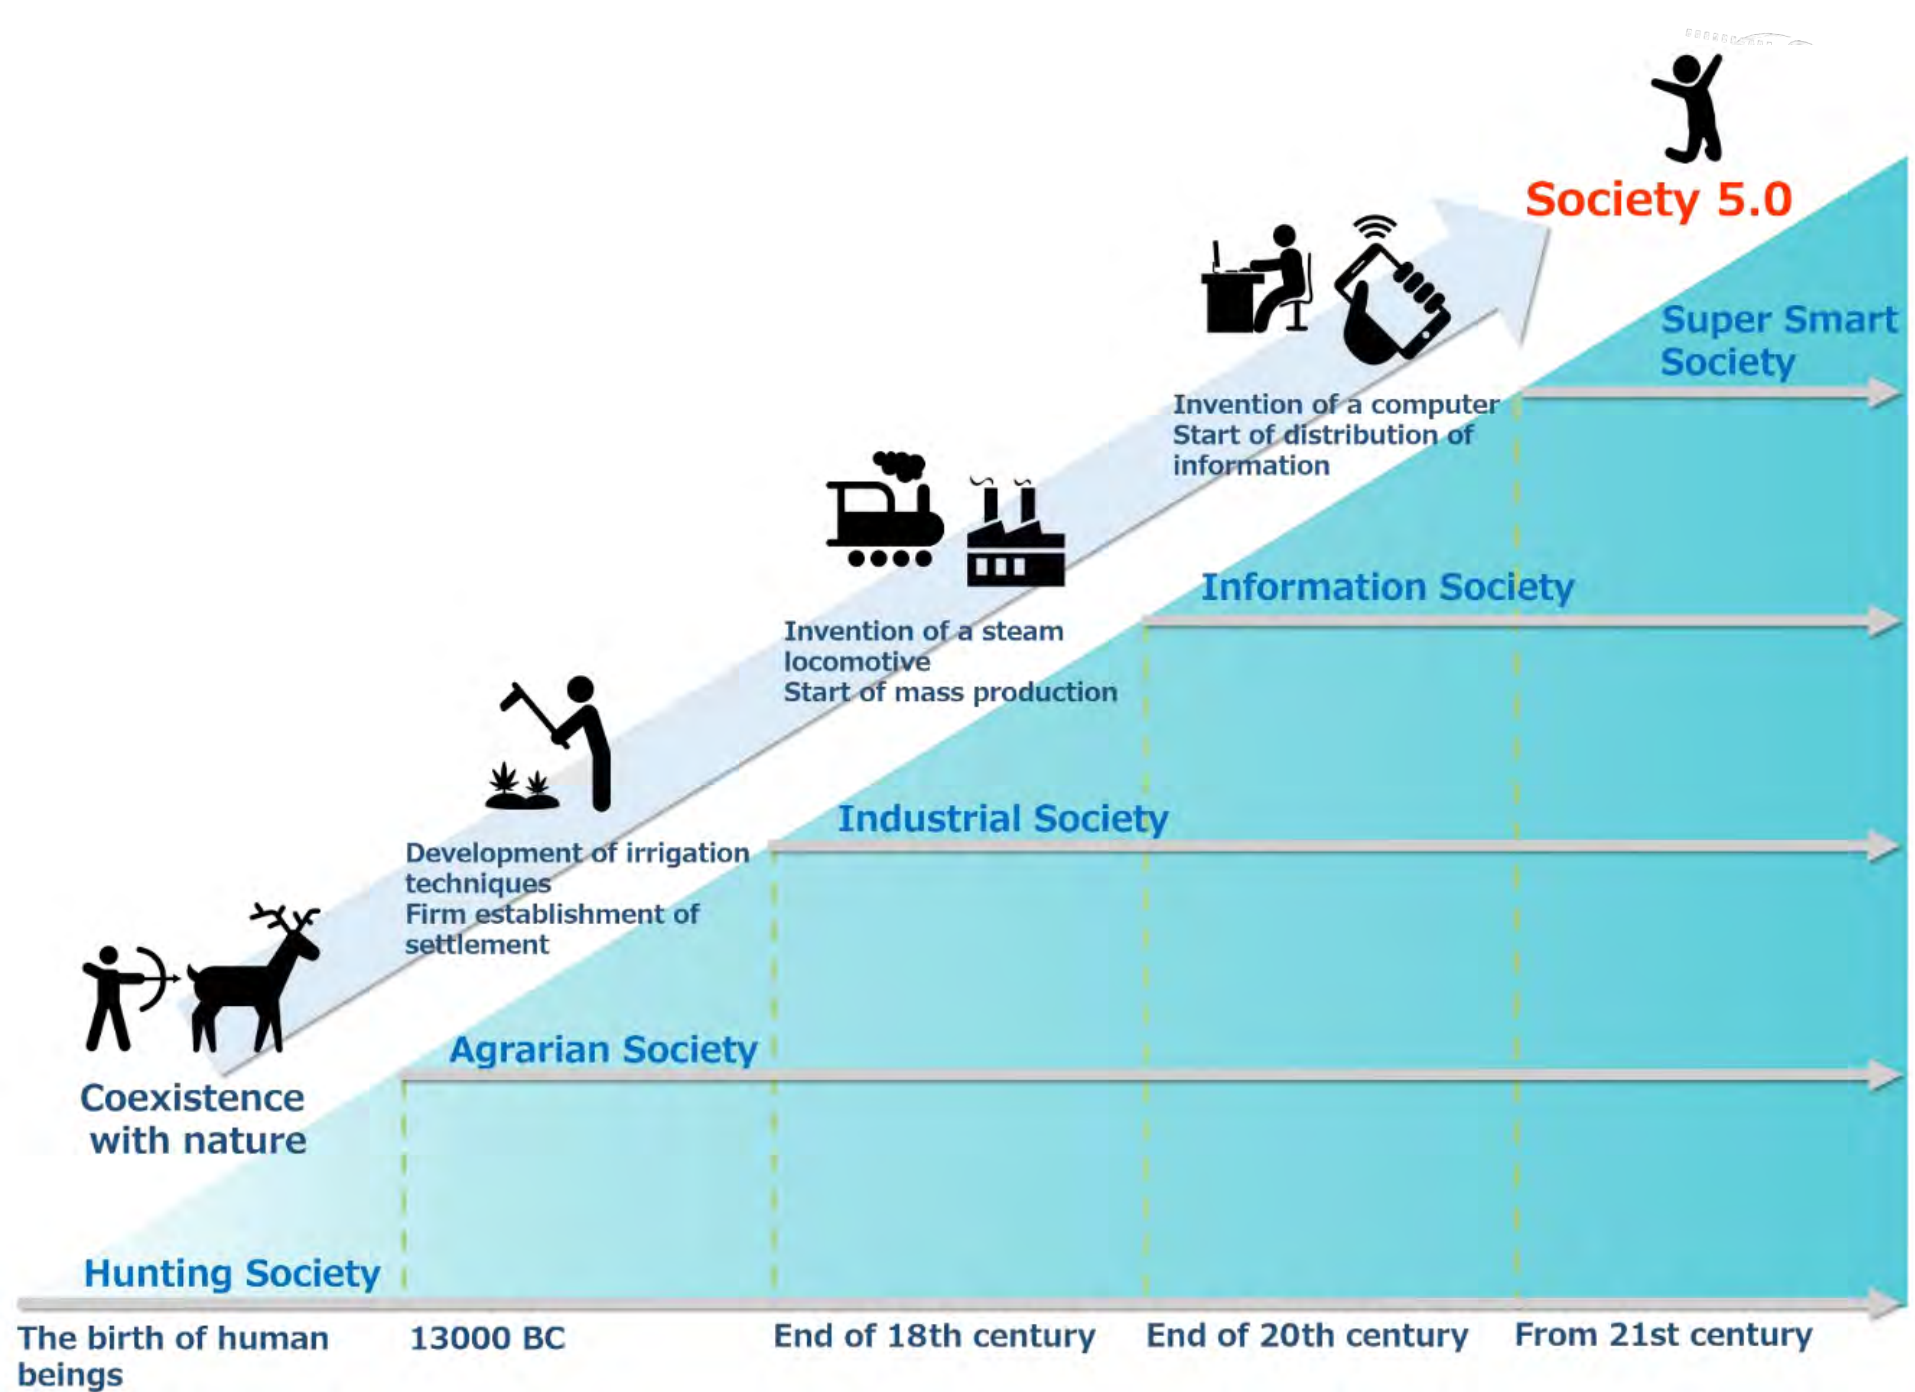 Society 5.0
Super Smart
Society
Invention of a computer
Start of distribution of
information
Information Society
Invention of a steam
locomotive
Start of mass production
Industrial Society
Development of irrigation
techniques
Firm establishment of
settlement
Agrarian Society
Coexistence
with nature
Hunting Society
The birth of human
beings
13000 BC
End of 18th century
End of 20th century
From 21st century